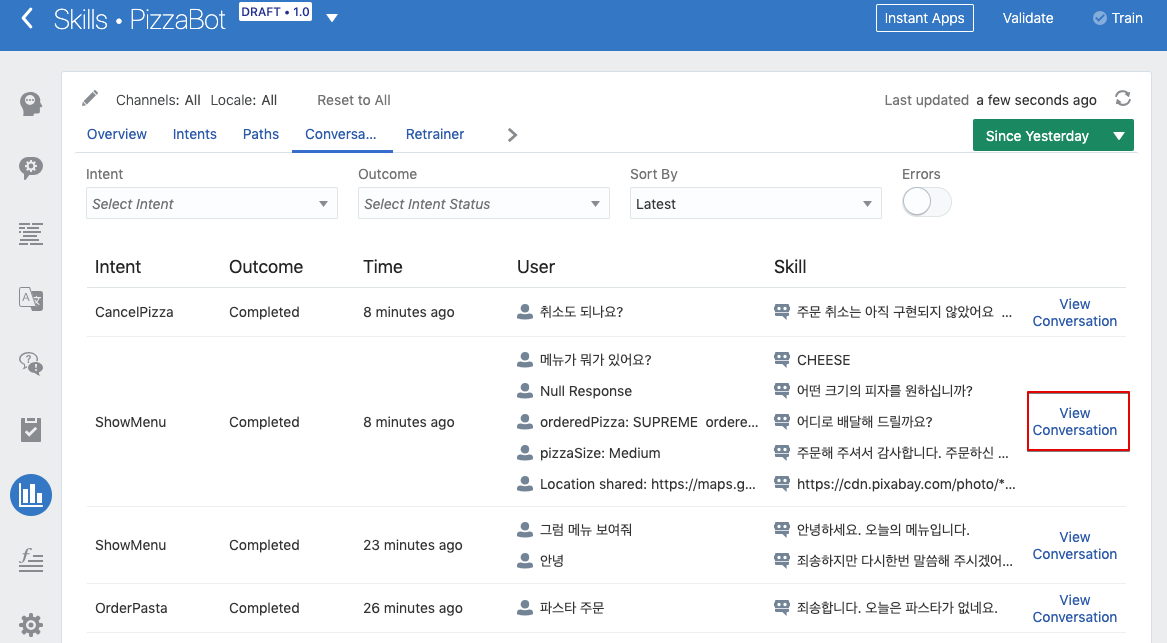 Skills • PizzaBot DRAFT • 1.0 Instant Apps Validate Train
Channels: All Locale: All Reset to All Last updated a few seconds ago
Overview Intents Paths Conversa... Retrainer Since Yesterday
Intent Outcome Sort By Errors
Select Intent Select Intent Status Latest
Intent Outcome Time User Skill
CancelPizza Completed 8 minutes ago 취소도 되나요? 주문 취소는 아직 구현되지 않았어요 ... View Conversation
메뉴가 뭐가 있어요? CHEESE
Null Response 어떤 크기의 피자를 원하십니까?
ShowMenu Completed 8 minutes ago orderedPizza: SUPREME ordere... 어디로 배달해 드릴까요? View Conversation
pizzaSize: Medium 주문해 주셔서 감사합니다. 주문하신 ...
Location shared: https://maps.g... https://cdn.pixabay.com/photo/*...
그럼 메뉴 보여줘 안녕하세요. 오늘의 메뉴입니다.
ShowMenu Completed 23 minutes ago View Conversation
안녕 죄송하지만 다시한번 말씀해 주시겠어...
OrderPasta Completed 26 minutes ago 파스타 주문 죄송합니다. 오늘은 파스타가 없네요. View Conversation